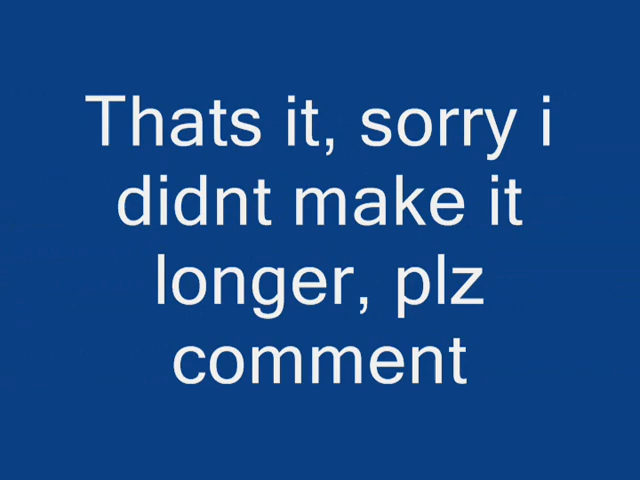 Thats it, sorry i
didnt make it
longer, plz
comment